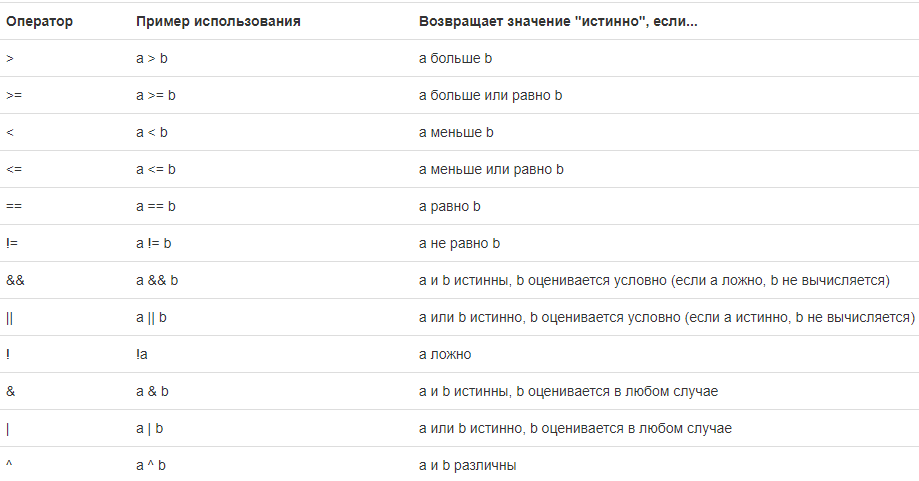 Оператор Пример использования Возвращает значение "истинно", если...
> a > b a больше b
>= a >= b a больше или равно b
< a < b a меньше b
<= a <= b a меньше или равно b
== a == b a равно b
!= a != b a не равно b
&& a && b a и b истинны, b оценивается условно (если a ложно, b не вычисляется)
|| a || b a или b истинно, b оценивается условно (если a истинно, b не вычисляется)
! !a a ложно
& a & b a и b истинны, b оценивается в любом случае
| a | b a или b истинно, b оценивается в любом случае
^ a ^ b a и b различны